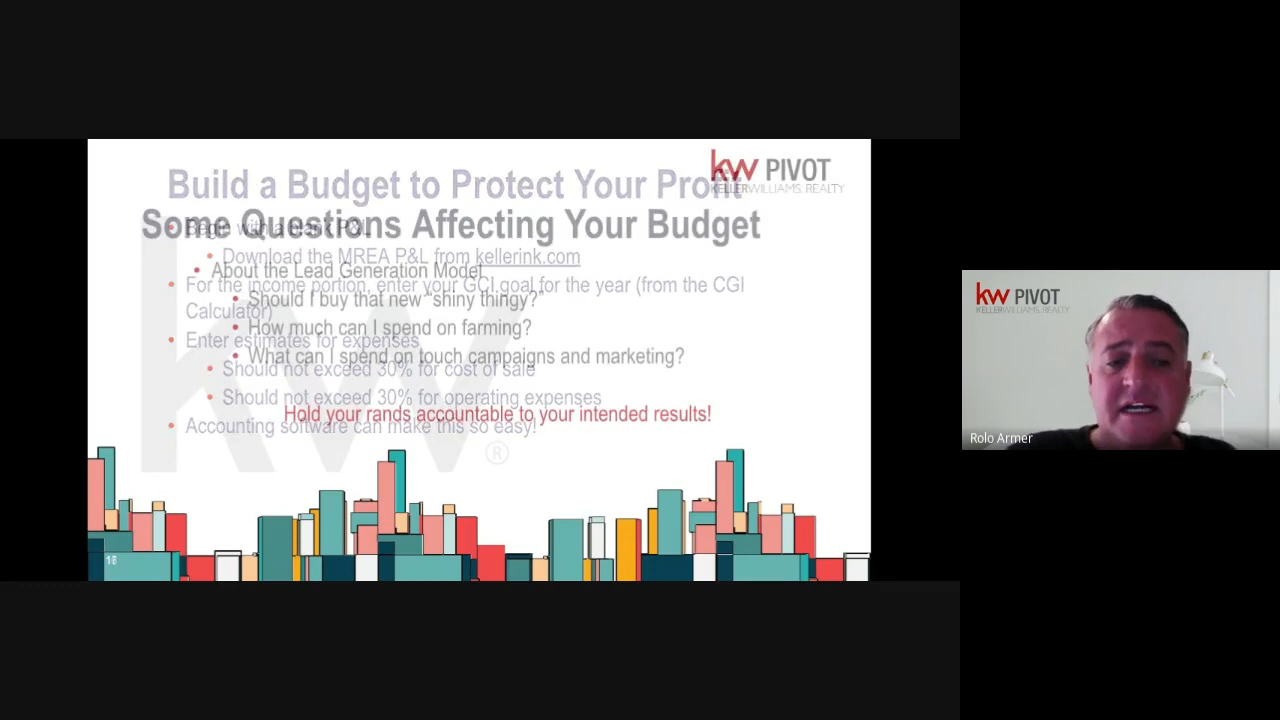 Build a Budget to Protect Your Profit
kw PIVOT
KELLERWILLIAMS. REALTY
Some Questions Affecting Your Budget
• Begin with a blank P&L
• Download the MREA P&L from kellerink.com
• About the Lead Generation Model
• For the income portion, enter your GCI goal for the year (from the CGI
Calculator)
• Should I buy that new “shiny thingy?”
• How much can I spend on farming?
• Enter estimates for expenses
• What can I spend on touch campaigns and marketing?
• Should not exceed 30% for cost of sale
• Should not exceed 30% for operating expenses
Hold your rands accountable to your intended results!
• Accounting software can make this so easy!
kw
®
kw PIVOT
KELLERWILLIAMS. REALTY
Rolo Armer